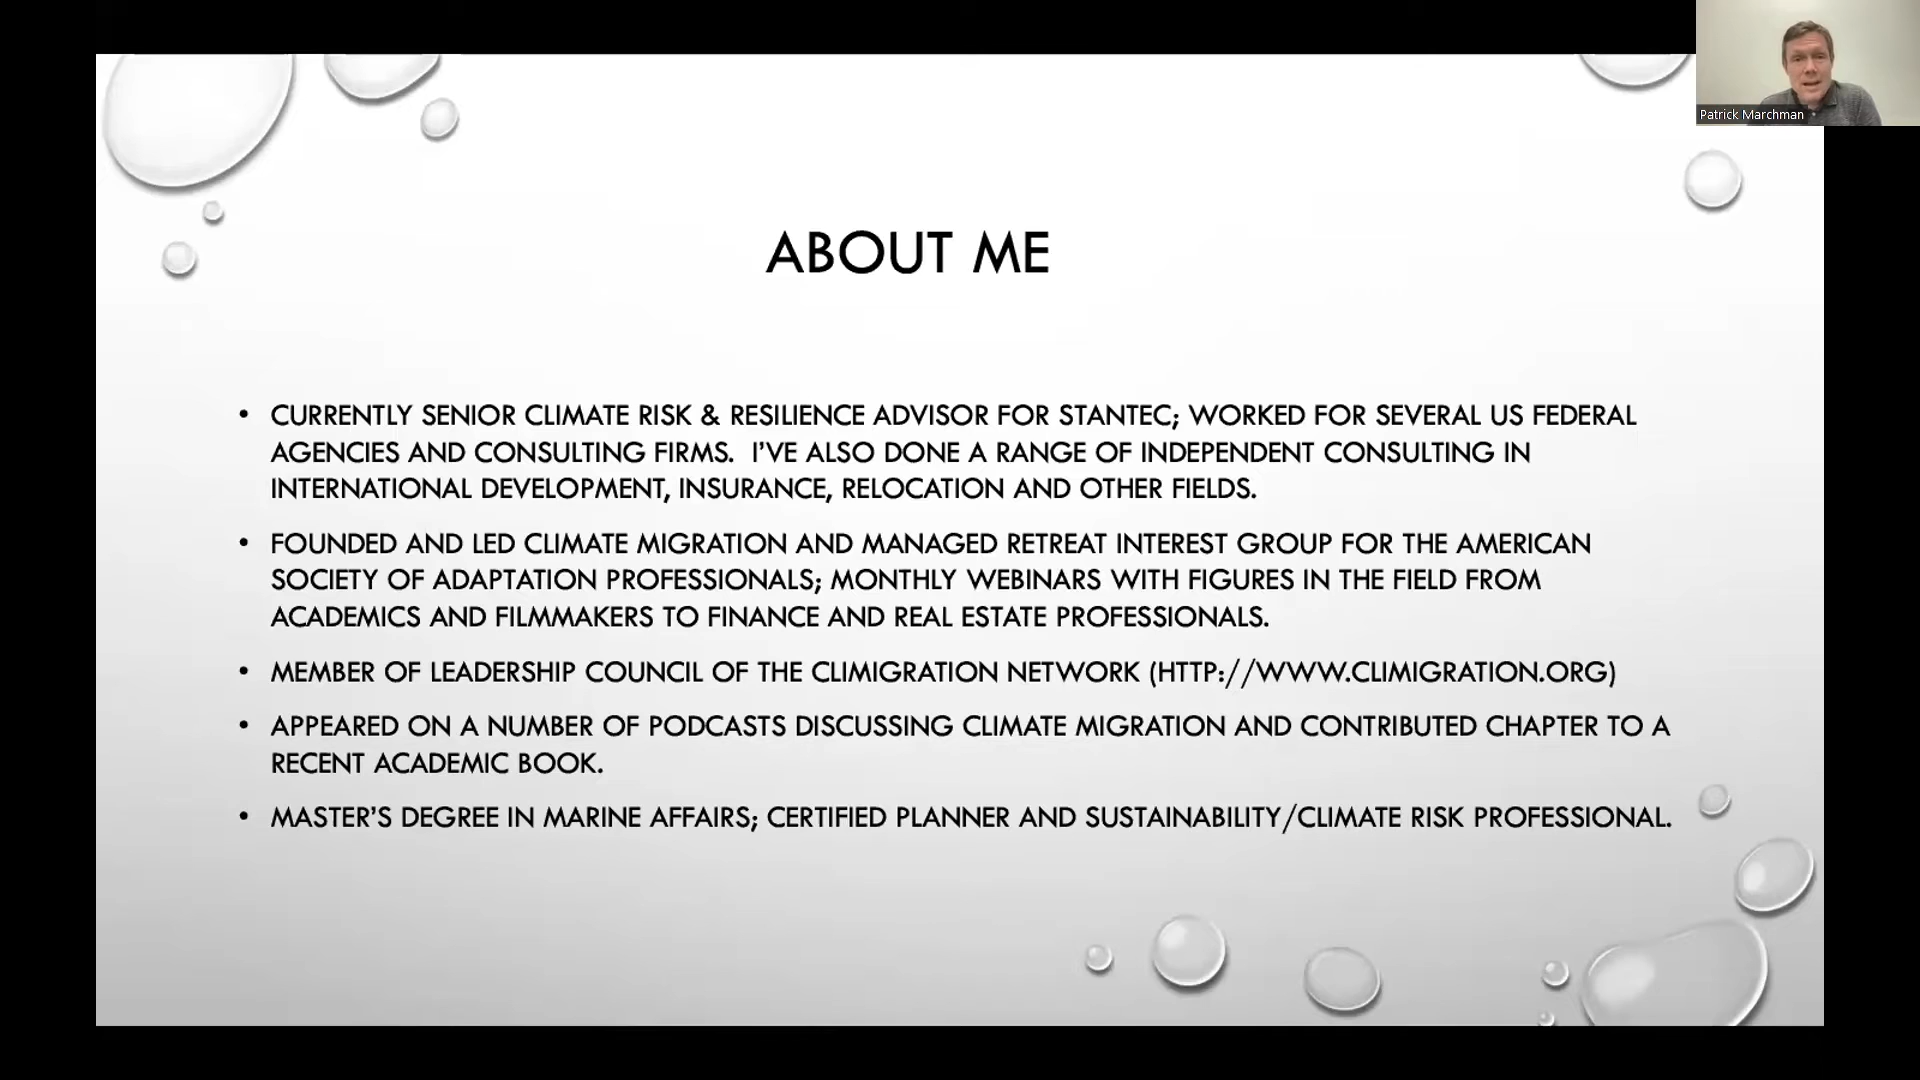 Patrick Marchman
ABOUT ME
• CURRENTLY SENIOR CLIMATE RISK & RESILIENCE ADVISOR FOR STANTEC; WORKED FOR SEVERAL US FEDERAL
AGENCIES AND CONSULTING FIRMS.  I’VE ALSO DONE A RANGE OF INDEPENDENT CONSULTING IN
INTERNATIONAL DEVELOPMENT, INSURANCE, RELOCATION AND OTHER FIELDS.
• FOUNDED AND LED CLIMATE MIGRATION AND MANAGED RETREAT INTEREST GROUP FOR THE AMERICAN
SOCIETY OF ADAPTATION PROFESSIONALS; MONTHLY WEBINARS WITH FIGURES IN THE FIELD FROM
ACADEMICS AND FILMMAKERS TO FINANCE AND REAL ESTATE PROFESSIONALS.
• MEMBER OF LEADERSHIP COUNCIL OF THE CLIMIGRATION NETWORK (HTTP://WWW.CLIMIGRATION.ORG)
• APPEARED ON A NUMBER OF PODCASTS DISCUSSING CLIMATE MIGRATION AND CONTRIBUTED CHAPTER TO A
RECENT ACADEMIC BOOK.
• MASTER’S DEGREE IN MARINE AFFAIRS; CERTIFIED PLANNER AND SUSTAINABILITY/CLIMATE RISK PROFESSIONAL.